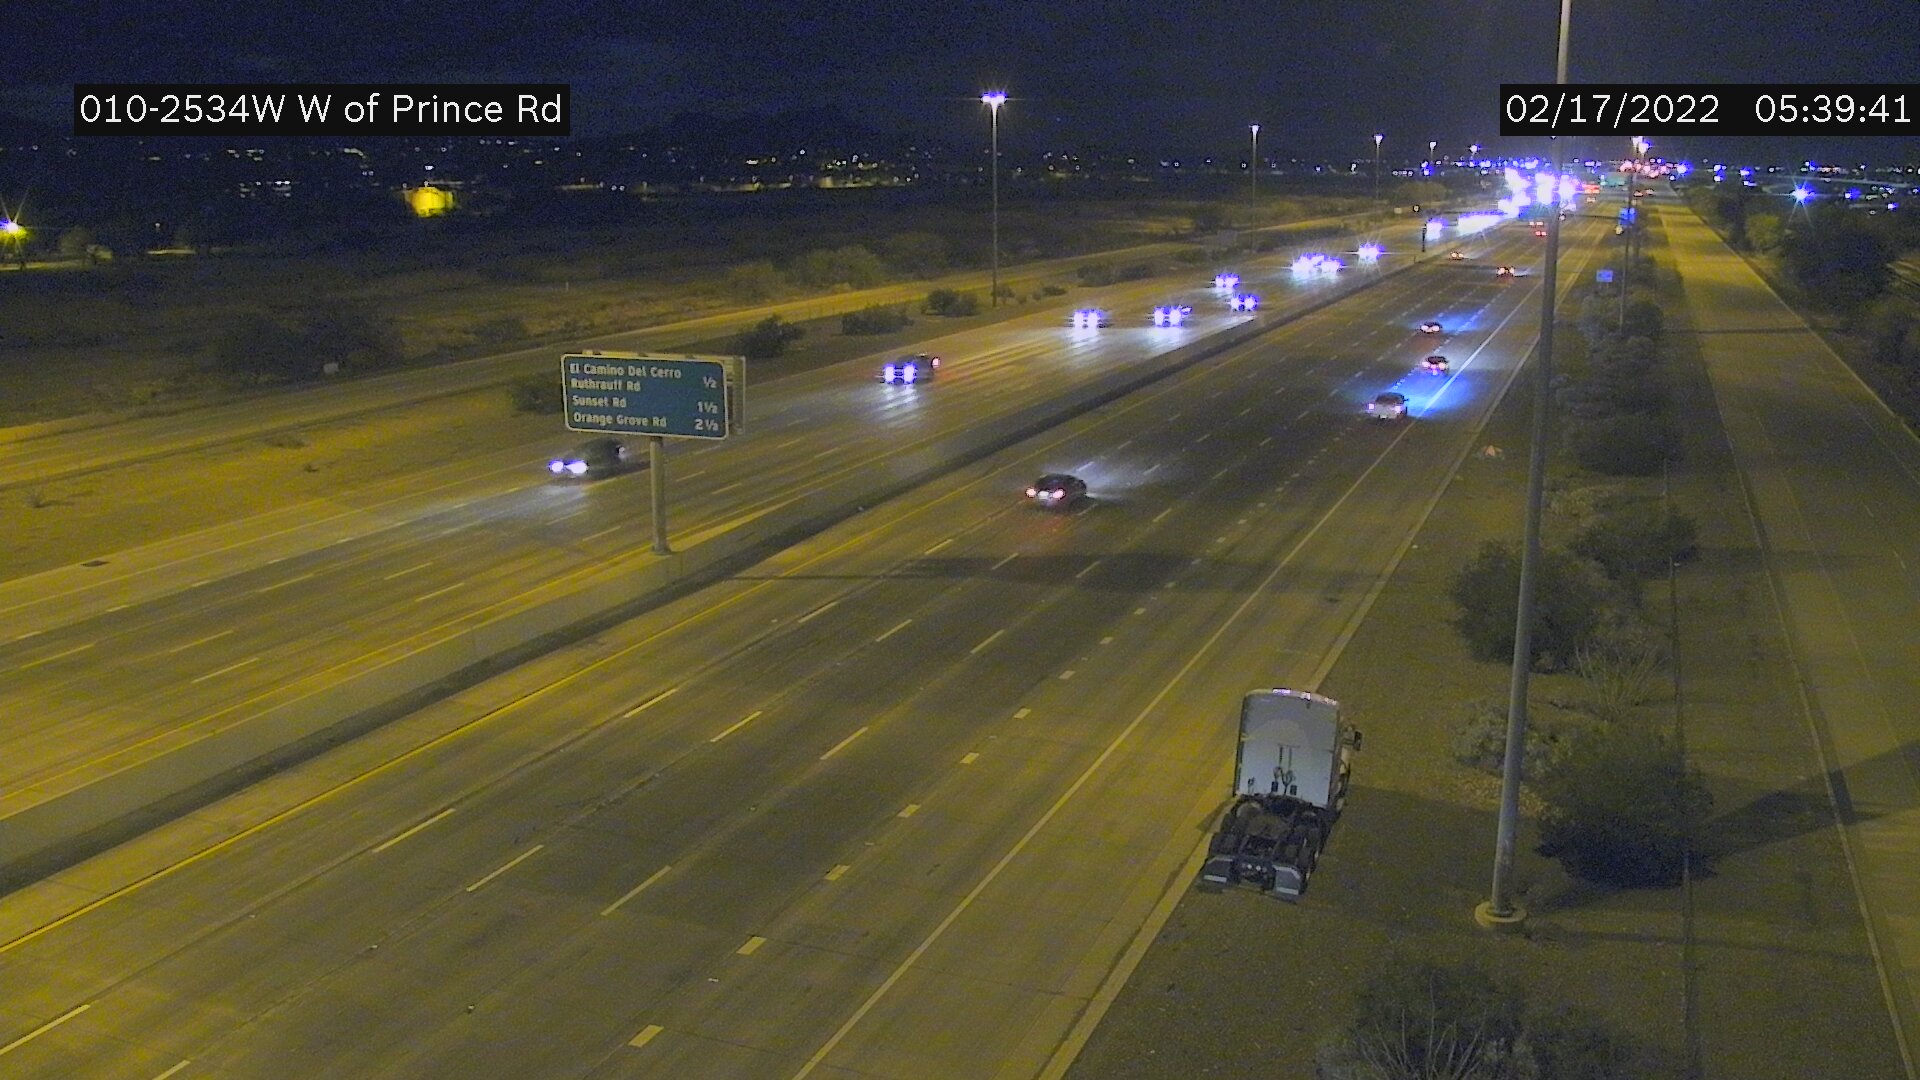 010-2534W W of Prince Rd
02/17/2022 05:39:41
El Camino Del Cerro
Ruthrauff Rd ½
Sunset Rd 1½
Orange Grove Rd 2½